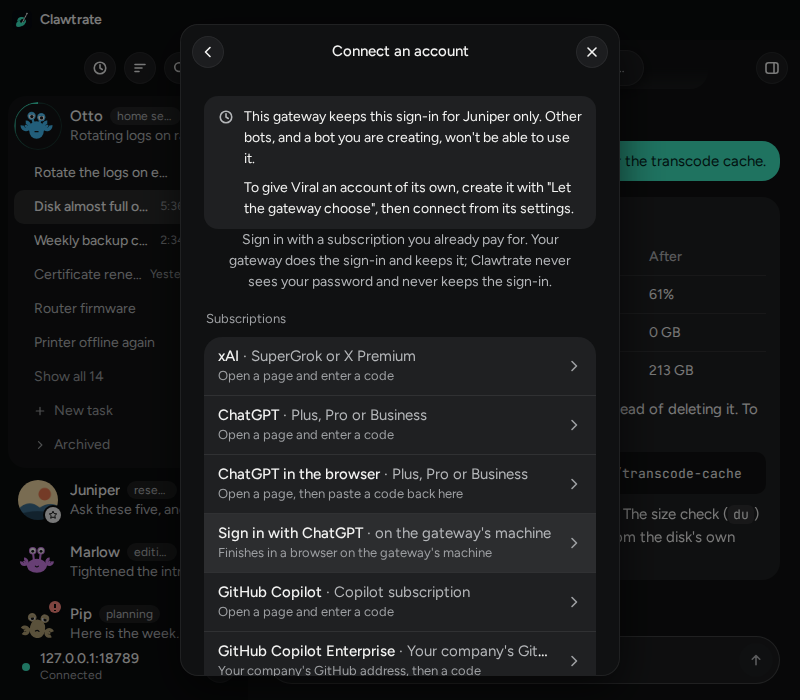 Clawtrate
Connect an account
Otto home se...
Rotating logs on r
Rotate the logs on e...
Disk almost full o... 5:36
Weekly backup c... 2:34
Certificate rene... Yeste
Router firmware
Printer offline again
Show all 14
+ New task
Archived
Juniper rese...
Ask these five, an
Marlow editi...
Tightened the intr
Pip planning
Here is the week.
127.0.0.1:18789
Connected
This gateway keeps this sign-in for Juniper only. Other
bots, and a bot you are creating, won't be able to use
it.
To give Viral an account of its own, create it with "Let
the gateway choose", then connect from its settings.
Sign in with a subscription you already pay for. Your
gateway does the sign-in and keeps it; Clawtrate never
sees your password and never keeps the sign-in.
Subscriptions
xAI · SuperGrok or X Premium
Open a page and enter a code
ChatGPT · Plus, Pro or Business
Open a page and enter a code
ChatGPT in the browser · Plus, Pro or Business
Open a page, then paste a code back here
Sign in with ChatGPT · on the gateway's machine
Finishes in a browser on the gateway's machine
GitHub Copilot · Copilot subscription
Open a page and enter a code
GitHub Copilot Enterprise · Your company's Git...
Your company's GitHub address, then a code
the transcode cache.
After
61%
0 GB
213 GB
ead of deleting it. To
transcode-cache
The size check ( du )
om the disk's own